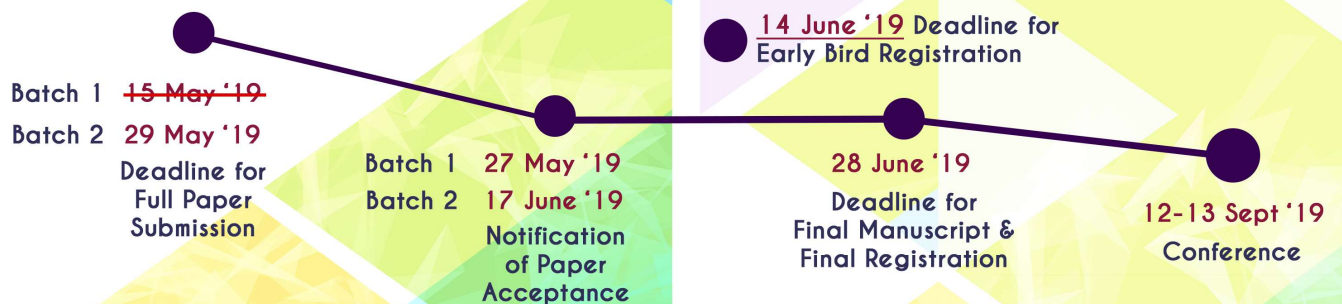 Batch 1 15 May ‘19
Batch 2 29 May ‘19
Deadline for
Full Paper
Submission
Batch 1 27 May ‘19
Batch 2 17 June ‘19
Notification
of Paper
Acceptance
14 June ‘19 Deadline for
Early Bird Registration
28 June ‘19
Deadline for
Final Manuscript &
Final Registration
12-13 Sept ‘19
Conference